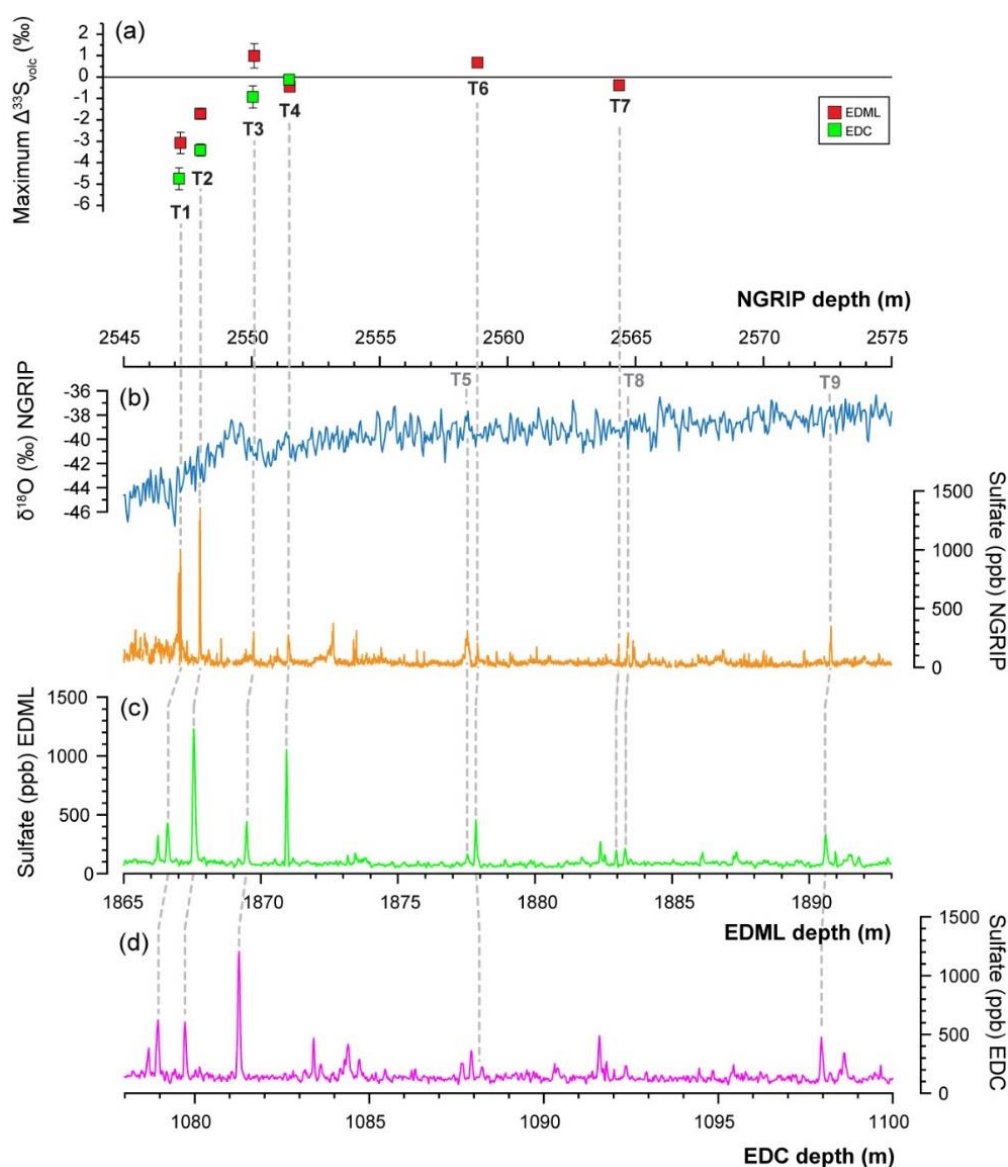 (a)
Maximum Δ³³Svolc (‰)
2
1
0
-1
-2
-3
-4
-5
-6
T1
T2
T3
T4
T6
T7
EDML
EDC
NGRIP depth (m)
2545 2550 2555 2560 2565 2570 2575
T5 T8 T9
(b)
δ¹⁸O (‰) NGRIP
-36
-38
-40
-42
-44
-46
Sulfate (ppb) NGRIP
1500
1000
500
0
(c)
Sulfate (ppb) EDML
1500
1000
500
0
1865 1870 1875 1880 1885 1890
EDML depth (m)
(d)
Sulfate (ppb) EDC
1500
1000
500
0
1080 1085 1090 1095 1100
EDC depth (m)